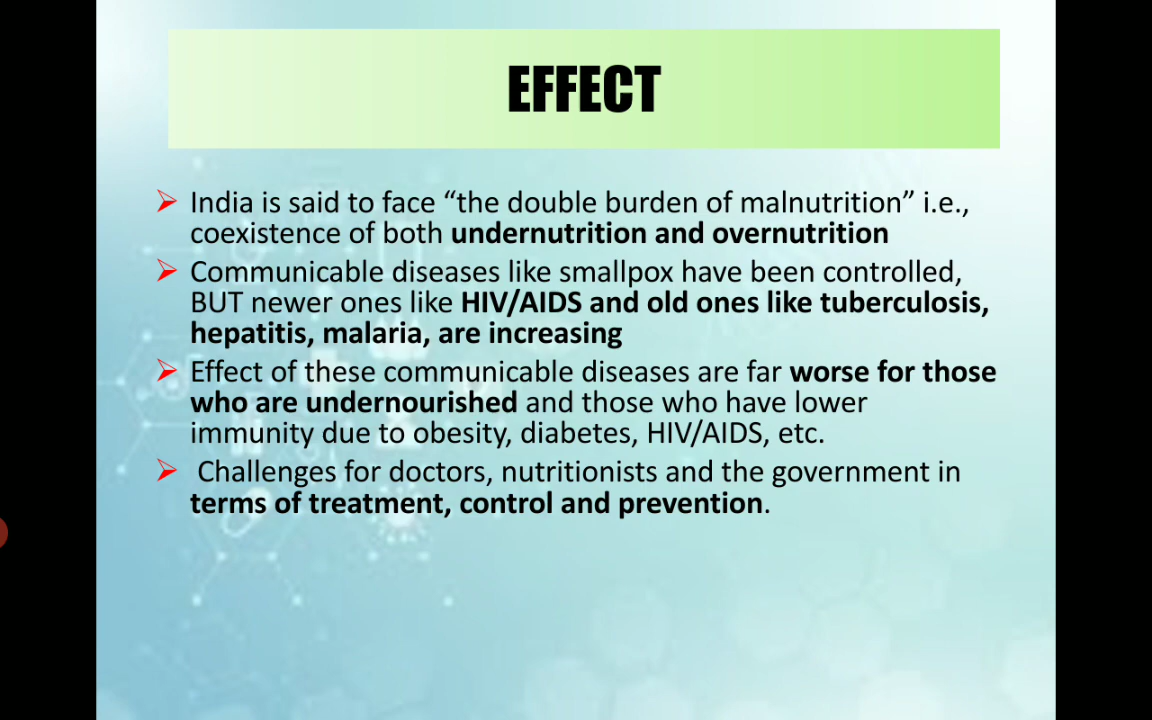 EFFECT
India is said to face “the double burden of malnutrition” i.e.,
coexistence of both undernutrition and overnutrition
Communicable diseases like smallpox have been controlled,
BUT newer ones like HIV/AIDS and old ones like tuberculosis,
hepatitis, malaria, are increasing
Effect of these communicable diseases are far worse for those
who are undernourished and those who have lower
immunity due to obesity, diabetes, HIV/AIDS, etc.
Challenges for doctors, nutritionists and the government in
terms of treatment, control and prevention.